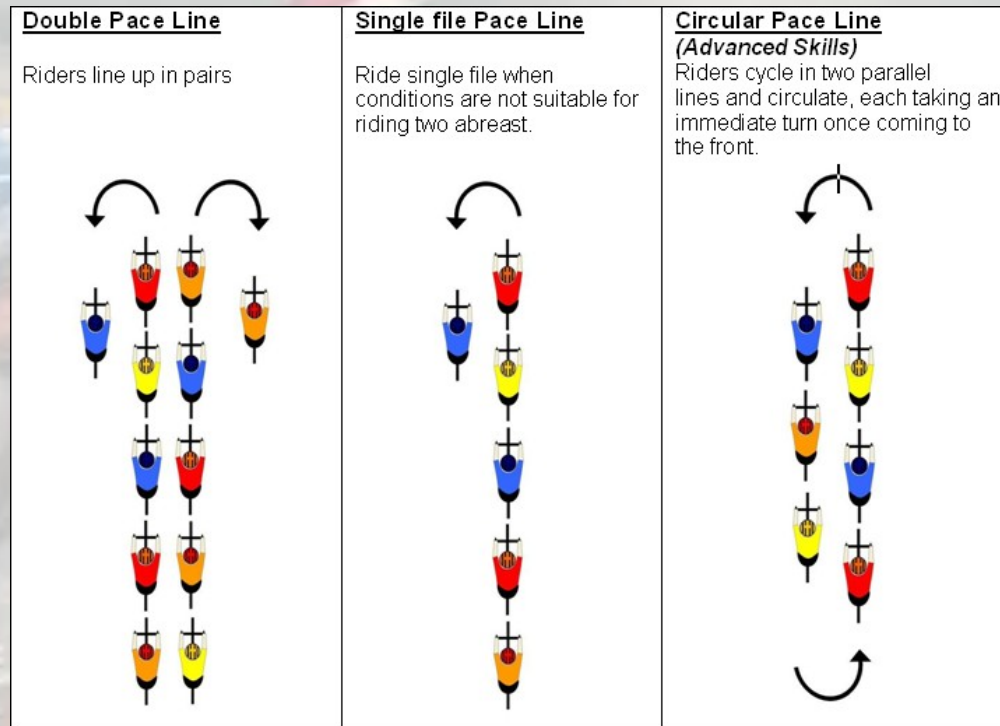 Double Pace Line
Riders line up in pairs
Single file Pace Line
Ride single file when
conditions are not suitable for
riding two abreast.
Circular Pace Line
(Advanced Skills)
Riders cycle in two parallel
lines and circulate, each taking an
immediate turn once coming to
the front.